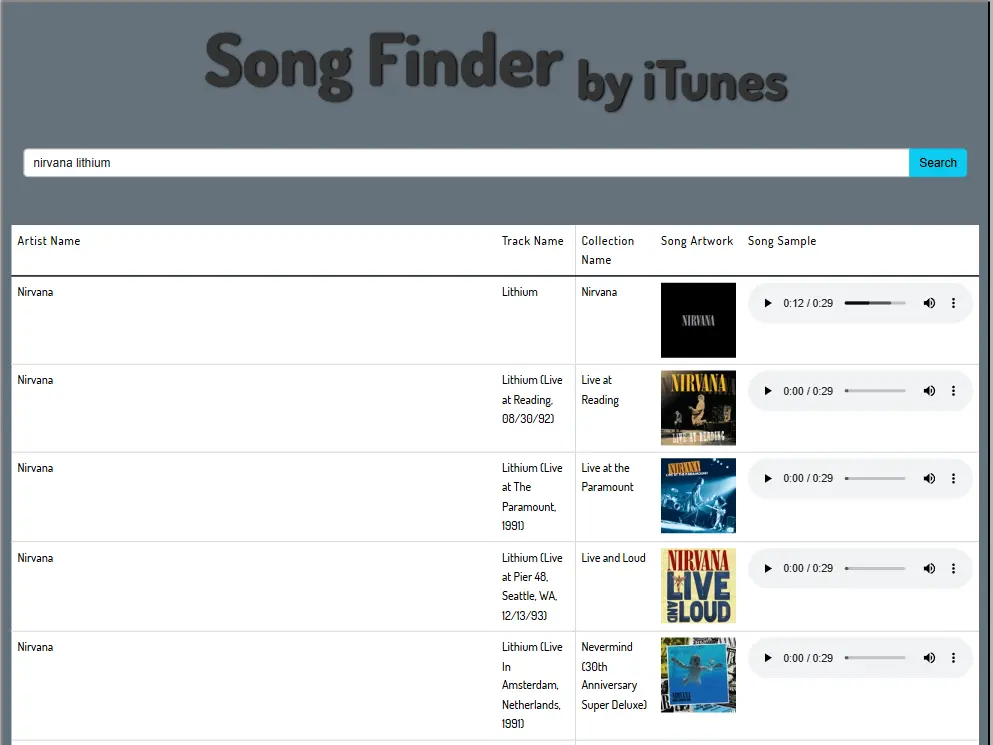 Song Finder by iTunes
nirvana lithium Search
Artist Name Track Name Collection Name Song Artwork Song Sample
Nirvana Lithium Nirvana NIRVANA 0:12 / 0:29
Nirvana Lithium (Live at Reading, 08/30/92) Live at Reading NIRVANA LIVE AT READING 0:00 / 0:29
Nirvana Lithium (Live at The Paramount, 1991) Live at the Paramount NIRVANA 0:00 / 0:29
Nirvana Lithium (Live at Pier 48, Seattle, WA, 12/13/93) Live and Loud NIRVANA LIVE AND LOUD 0:00 / 0:29
Nirvana Lithium (Live In Amsterdam, Netherlands, 1991) Nevermind (30th Anniversary Super Deluxe) NIRVANA 0:00 / 0:29